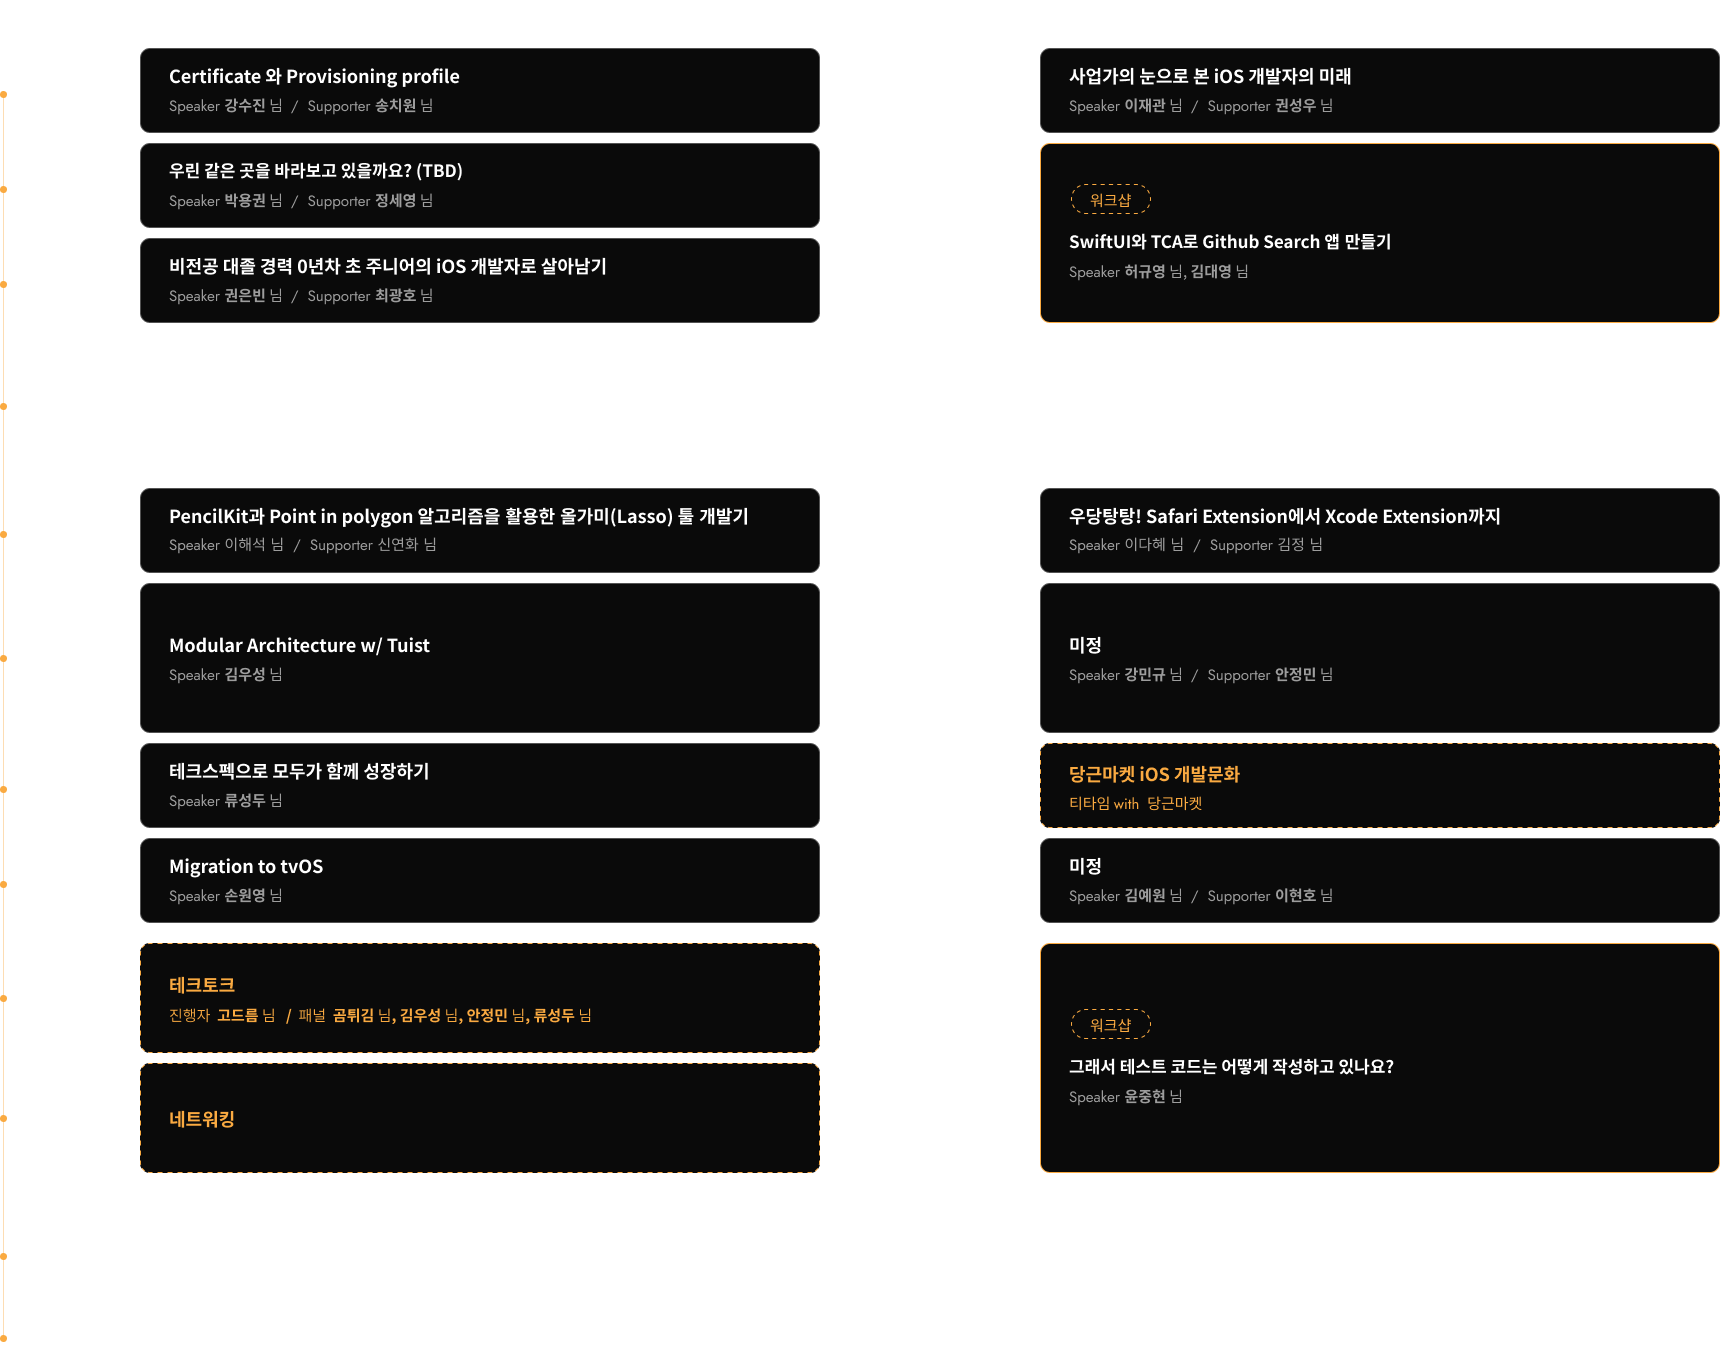 Certificate 와 Provisioning profile
Speaker 강수진 님 / Supporter 송치원 님
사업가의 눈으로 본 iOS 개발자의 미래
Speaker 이재관 님 / Supporter 권성우 님
우린 같은 곳을 바라보고 있을까요? (TBD)
Speaker 박용권 님 / Supporter 정세영 님
비전공 대졸 경력 0년차 초 주니어의 iOS 개발자로 살아남기
Speaker 권은빈 님 / Supporter 최광호 님
워크샵
SwiftUI와 TCA로 Github Search 앱 만들기
Speaker 허규영 님, 김대영 님
PencilKit과 Point in polygon 알고리즘을 활용한 올가미(Lasso) 툴 개발기
Speaker 이해석 님 / Supporter 신연화 님
우당탕탕! Safari Extension에서 Xcode Extension까지
Speaker 이다혜 님 / Supporter 김정 님
Modular Architecture w/ Tuist
Speaker 김우성 님
미정
Speaker 강민규 님 / Supporter 안정민 님
테크스펙으로 모두가 함께 성장하기
Speaker 류성두 님
당근마켓 iOS 개발문화
티타임 with 당근마켓
Migration to tvOS
Speaker 손원영 님
미정
Speaker 김예원 님 / Supporter 이현호 님
테크토크
진행자 고드름 님 / 패널 곰튀김 님, 김우성 님, 안정민 님, 류성두 님
네트워킹
워크샵
그래서 테스트 코드는 어떻게 작성하고 있나요?
Speaker 윤중현 님